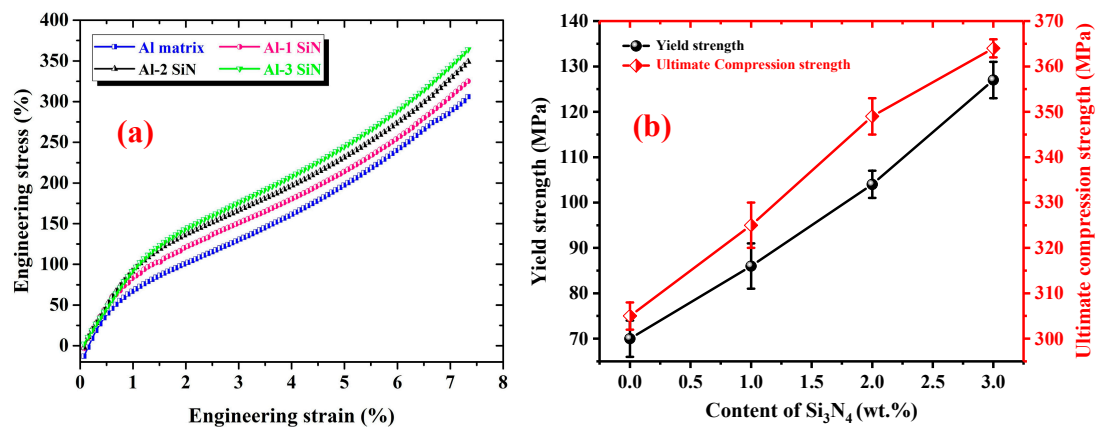 400
350
300
250
200
150
100
50
0
Engineering stress (%)
Al matrix
Al-1 SiN
Al-2 SiN
Al-3 SiN
(a)
0 1 2 3 4 5 6 7 8
Engineering strain (%)
140
130
120
110
100
90
80
70
Yield strength (MPa)
Yield strength
Ultimate Compression strength
(b)
0.0 0.5 1.0 1.5 2.0 2.5 3.0
Content of Si₃N₄ (wt.%)
370
360
350
340
330
320
310
300
Ultimate compression strength (MPa)